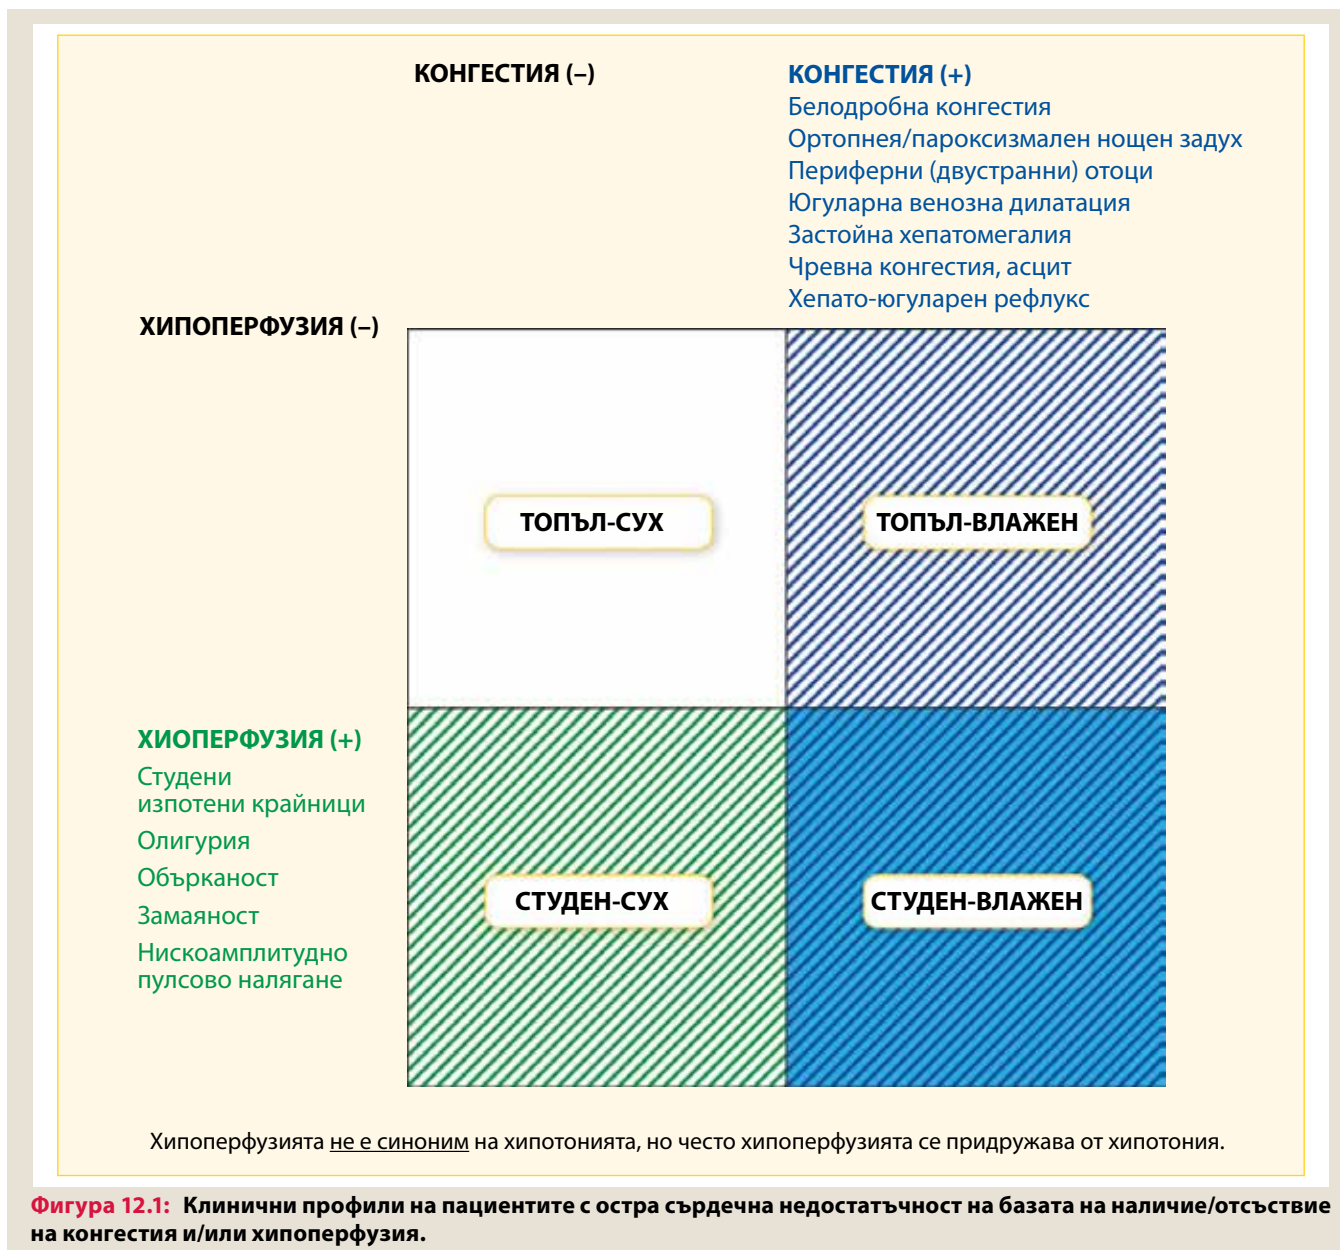 КОНГЕСТИЯ (–)
КОНГЕСТИЯ (+)
Белодробна конгестия
Ортопнея/пароксизмален нощен задух
Периферни (двустранни) отоци
Югуларна венозна дилатация
Застойна хепатомегалия
Чревна конгестия, асцит
Хепато-югуларен рефлукс
ХИПОПЕРФУЗИЯ (–)
ТОПЪЛ-СУХ
ТОПЪЛ-ВЛАЖЕН
ХИОПЕРФУЗИЯ (+)
Студени
изпотени крайници
Олигурия
Обърканост
Замаяност
Нискоамплитудно
пулсово налягане
СТУДЕН-СУХ
СТУДЕН-ВЛАЖЕН
Хипоперфузията не е синоним на хипотонията, но често хипоперфузията се придружава от хипотония.
Фигура 12.1: Клинични профили на пациентите с остра сърдечна недостатъчност на базата на наличие/отсъствие
на конгестия и/или хипоперфузия.